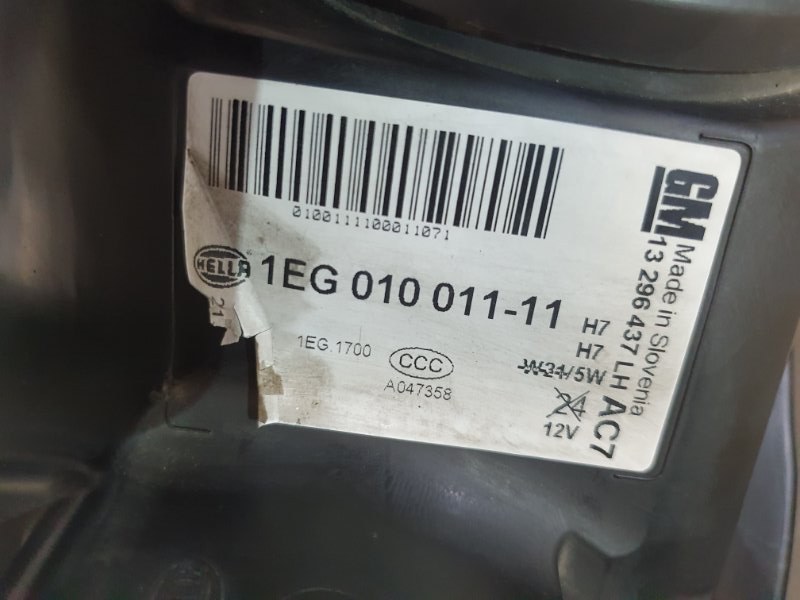 0100111100011071
HELLA 1EG 010 011-11
21
1EG.1700
CCC
A047358
H7
H7
W21/5W
24
12V
GM
Made in Slovenia
13 296 437 LH AC7